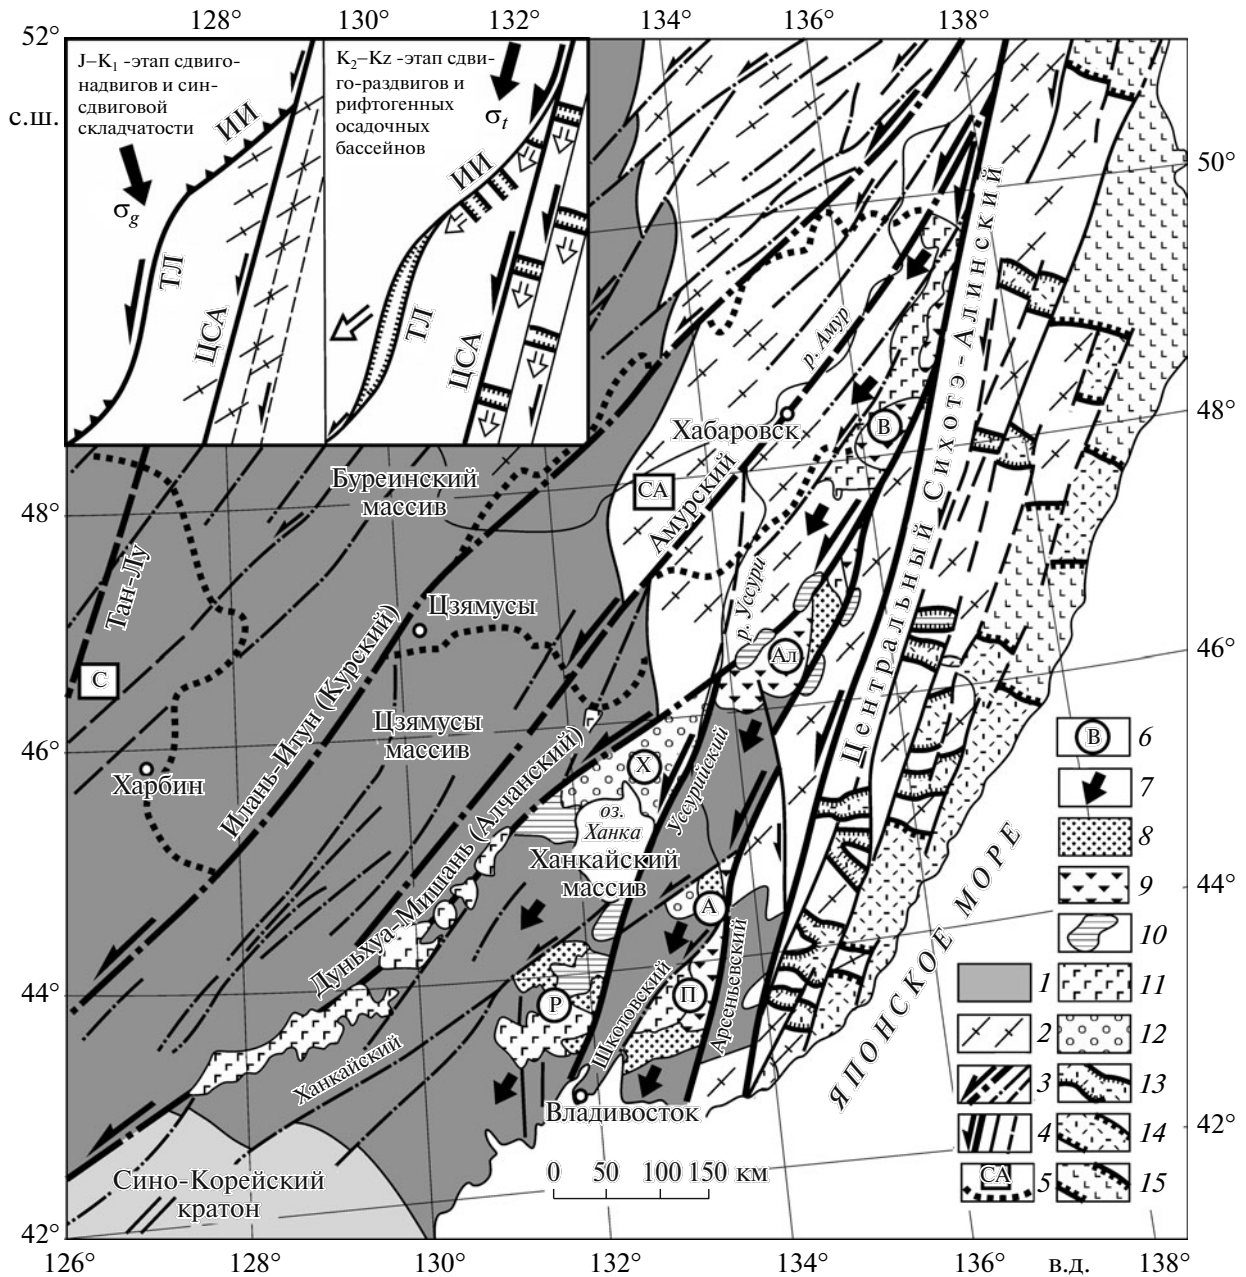 128°
130°
132°
134°
136°
138°
52°
с.ш.
J–K₁ -этап сдвиго-
надвигов и син-
сдвиговой
складчатости
σg
ИИ
ТЛ
ЦСА
K₂–Kz -этап сдви-
го-раздвигов и
рифтогенных
осадочных
бассейнов
σt
ИИ
ТЛ
ЦСА
50°
48°
46°
44°
42°
48°
46°
44°
42°
р. Амур
Хабаровск
В
СА
Амурский
Центральный Сихотэ-Алинский
Буреинский
массив
Тан-Лу
С
Цзямусы
р. Уссури
Ал
Илань-Итун (Курский)
Цзямусы
массив
Харбин
Дуньхуа-Мишань (Алчанский)
Х
Уссурийский
оз.
Ханка
Ханкайский
массив
А
Р
П
Шкотовский
Арсеньевский
Ханкайский
Владивосток
ЯПОНСКОЕ МОРЕ
Сино-Корейский
кратон
0 50 100 150 км
В 6
7
8
9
10
1 11
2 12
3 13
4 14
СА 5 15
126°
128°
130°
132°
134°
136°
в.д.
138°